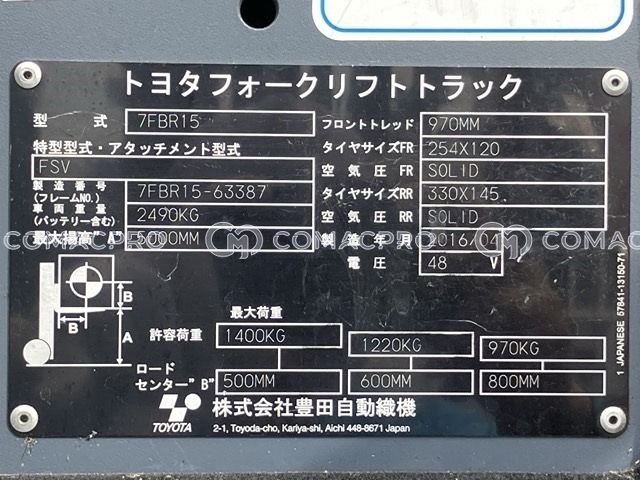 トヨタフォークリフトトラック
型 式 7FBR15
特型型式・アタッチメント型式
FSV
製造番号 (フレームNO.) 7FBR15-63387
車両重量 (バッテリー含む) 2490KG
最大揚高"A" 5000MM
フロントトレッド 970MM
タイヤサイズFR 254X120
空気圧FR SOLID
タイヤサイズRR 330X145
空気圧RR SOLID
製造年月 2016/04
電圧 48 V
COMACPRO CM COMACPRO CM COMACPRO
B
B
A
最大荷重
許容荷重 1400KG 1220KG 970KG
ロードセンター"B" 500MM 600MM 800MM
TOYOTA
株式会社豊田自動織機
2-1, Toyoda-cho, Kariya-shi, Aichi 448-8671 Japan
1 JAPANESE 57841-13150-71